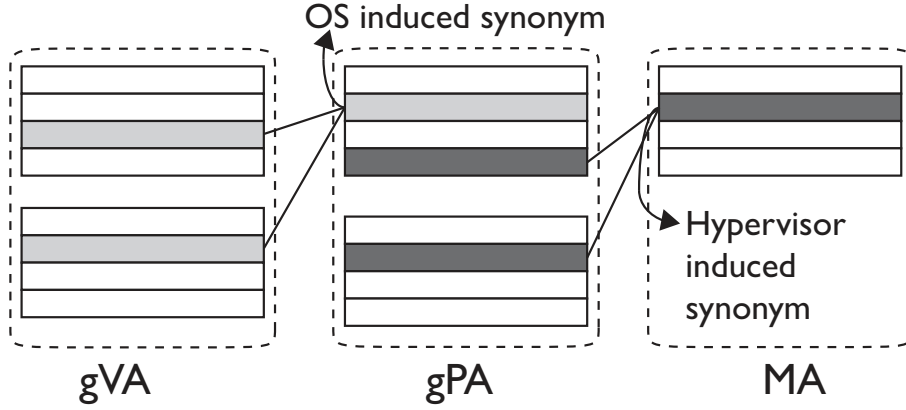 OS induced synonym
Hypervisor
induced
synonym
gVA
gPA
MA